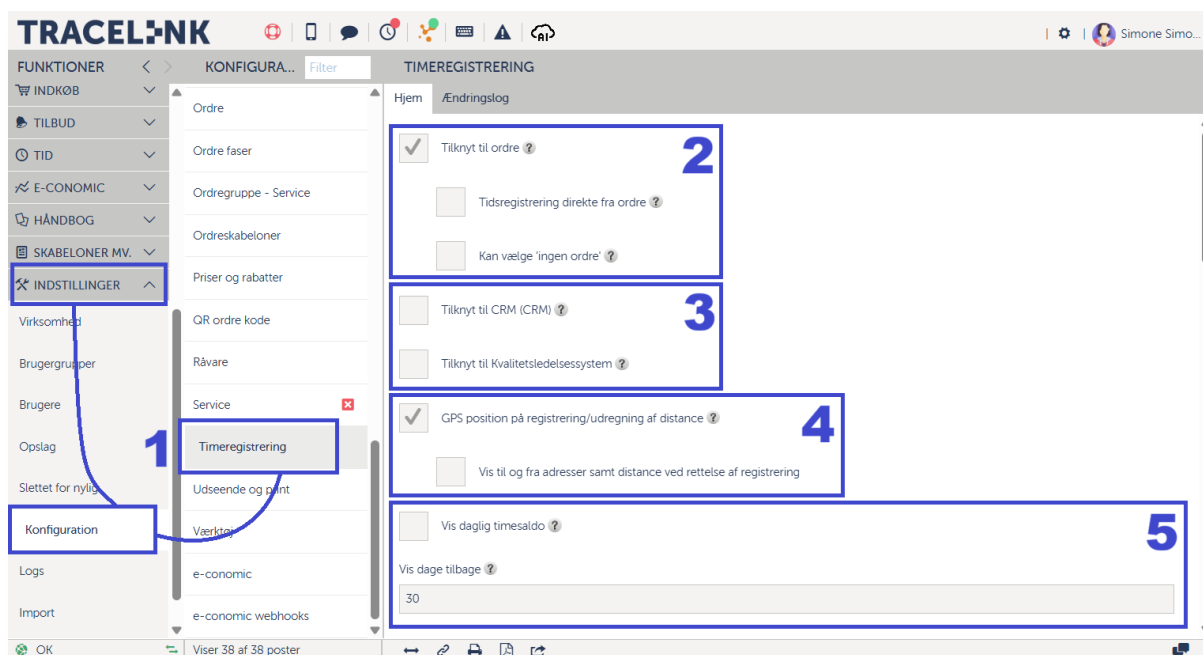 TRACELINK
AI
Simone Simo...
FUNKTIONER
KONFIGURA...
Filter
TIMEREGISTRERING
INDKØB
TILBUD
TID
E-CONOMIC
HÅNDBOG
SKABELONER MV.
INDSTILLINGER
Virksomhed
Brugergrupper
Brugere
Opslag
Slettet for nylig
Konfiguration
Logs
Import
1
Ordre
Ordre faser
Ordregruppe - Service
Ordreskabeloner
Priser og rabatter
QR ordre kode
Råvare
Service
Timeregistrering
Udseende og print
Værktøj
e-conomic
e-conomic webhooks
Hjem
Ændringslog
Tilknyt til ordre ?
2
Tidsregistrering direkte fra ordre ?
Kan vælge 'ingen ordre' ?
Tilknyt til CRM (CRM) ?
3
Tilknyt til Kvalitetsledelsessystem ?
GPS position på registrering/udregning af distance ?
4
Vis til og fra adresser samt distance ved rettelse af registrering
Vis daglig timesaldo ?
5
Vis dage tilbage ?
30
OK
Viser 38 af 38 poster